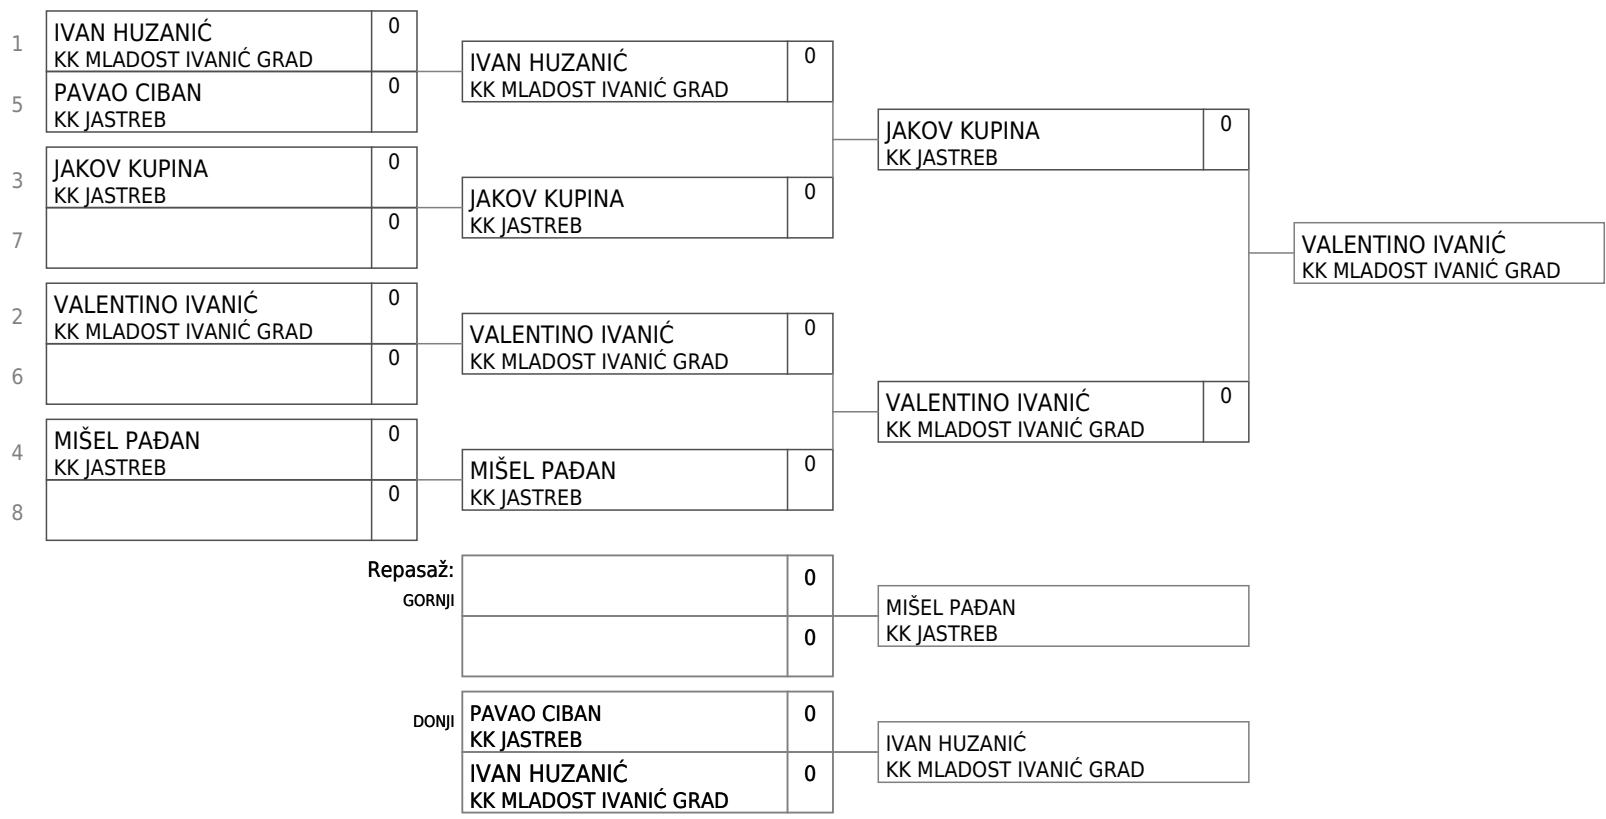 1
IVAN HUZANIĆ
KK MLADOST IVANIĆ GRAD
0
5
PAVAO CIBAN
KK JASTREB
0
3
JAKOV KUPINA
KK JASTREB
0
7
0
2
VALENTINO IVANIĆ
KK MLADOST IVANIĆ GRAD
0
6
0
4
MIŠEL PAĐAN
KK JASTREB
0
8
0
IVAN HUZANIĆ
KK MLADOST IVANIĆ GRAD
0
JAKOV KUPINA
KK JASTREB
0
VALENTINO IVANIĆ
KK MLADOST IVANIĆ GRAD
0
MIŠEL PAĐAN
KK JASTREB
0
JAKOV KUPINA
KK JASTREB
0
VALENTINO IVANIĆ
KK MLADOST IVANIĆ GRAD
0
VALENTINO IVANIĆ
KK MLADOST IVANIĆ GRAD
Repasaž:
GORNJI
0
0
MIŠEL PAĐAN
KK JASTREB
DONJI
PAVAO CIBAN
KK JASTREB
0
IVAN HUZANIĆ
KK MLADOST IVANIĆ GRAD
0
IVAN HUZANIĆ
KK MLADOST IVANIĆ GRAD